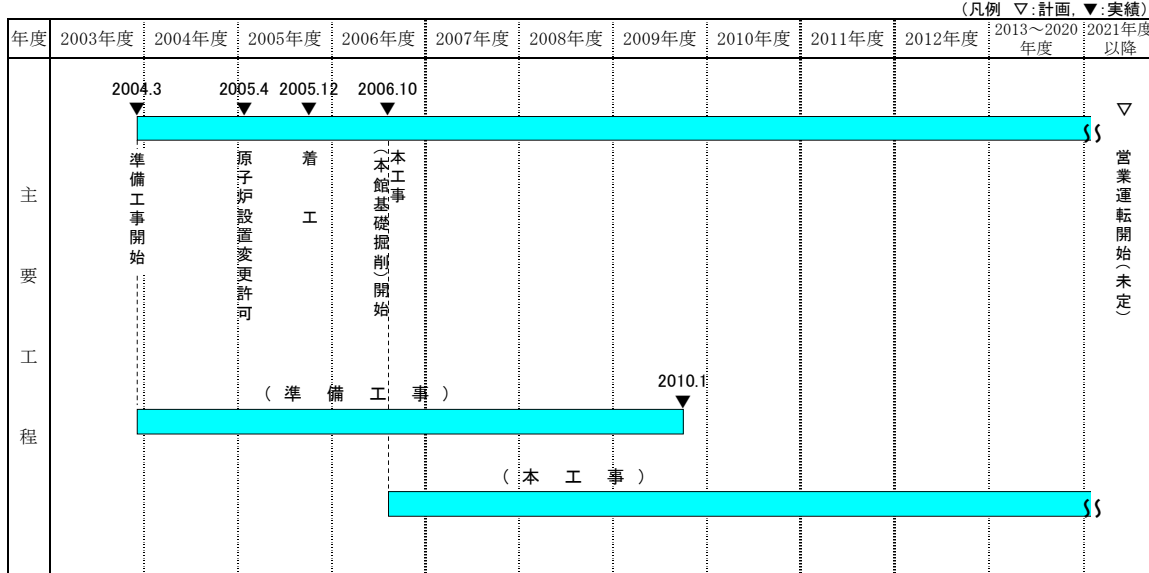 (凡例 ▽:計画, ▼:実績)
年度
2003年度
2004年度
2005年度
2006年度
2007年度
2008年度
2009年度
2010年度
2011年度
2012年度
2013～2020
年度
2021年度
以降
主要工程
2004.3
▼
準備工事開始
2005.4
▼
原子炉設置変更許可
2005.12
▼
着工
2006.10
▼
本工事
(本館基礎掘削)開始
▽
営業運転開始(未定)
(準備工事)
2010.1
▼
(本工事)